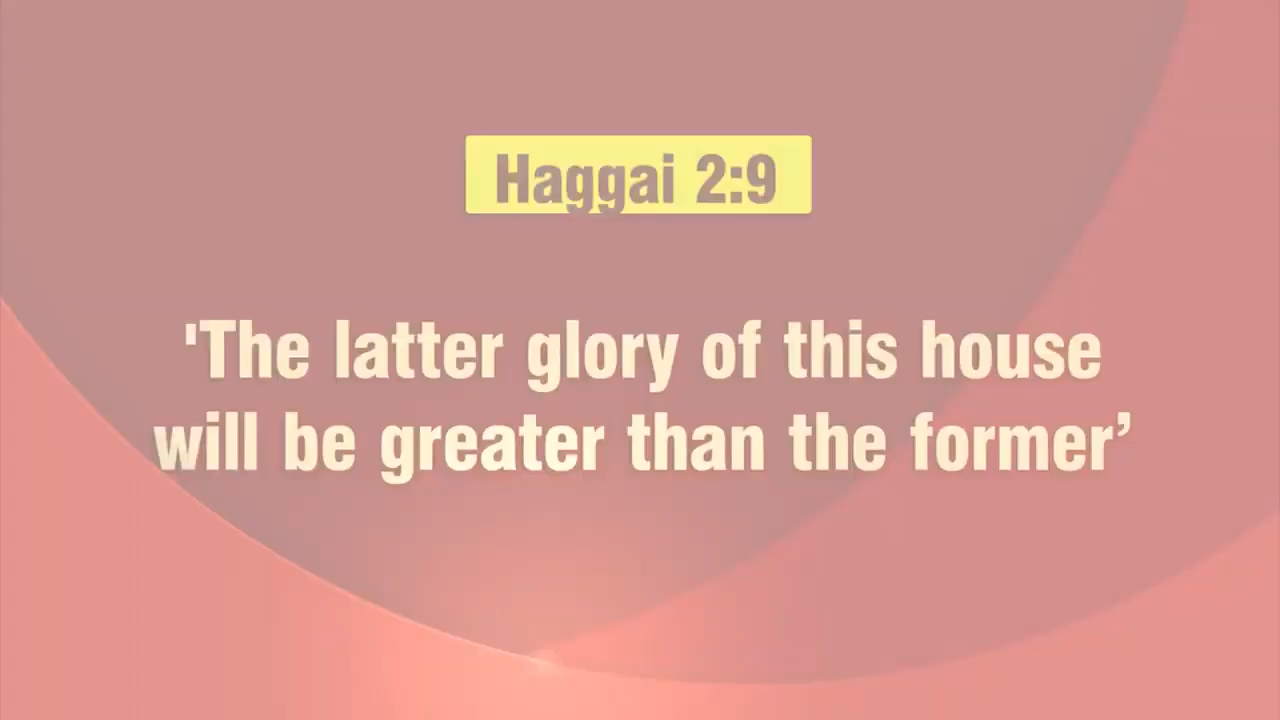 Haggai 2:9
'The latter glory of this house
will be greater than the former’